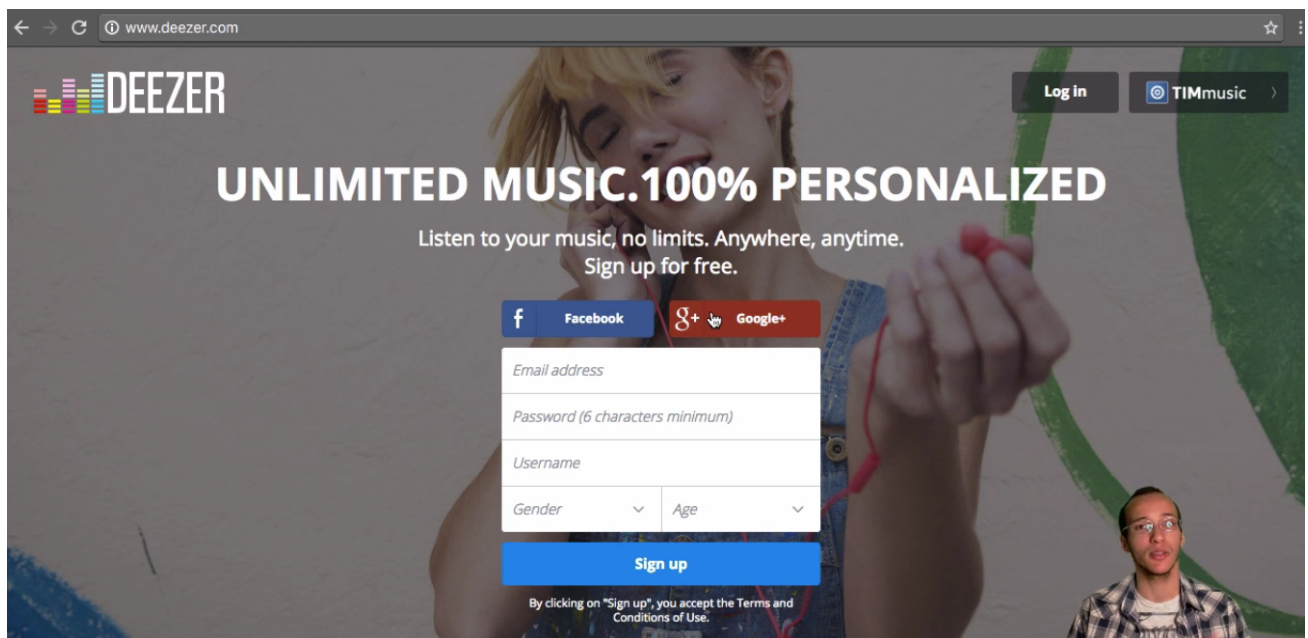 www.deezer.com
DEEZER
Log in
TIMmusic
UNLIMITED MUSIC.100% PERSONALIZED
Listen to your music, no limits. Anywhere, anytime.
Sign up for free.
f Facebook
g+ Google+
Email address
Password (6 characters minimum)
Username
Gender
Age
Sign up
By clicking on "Sign up", you accept the Terms and
Conditions of Use.